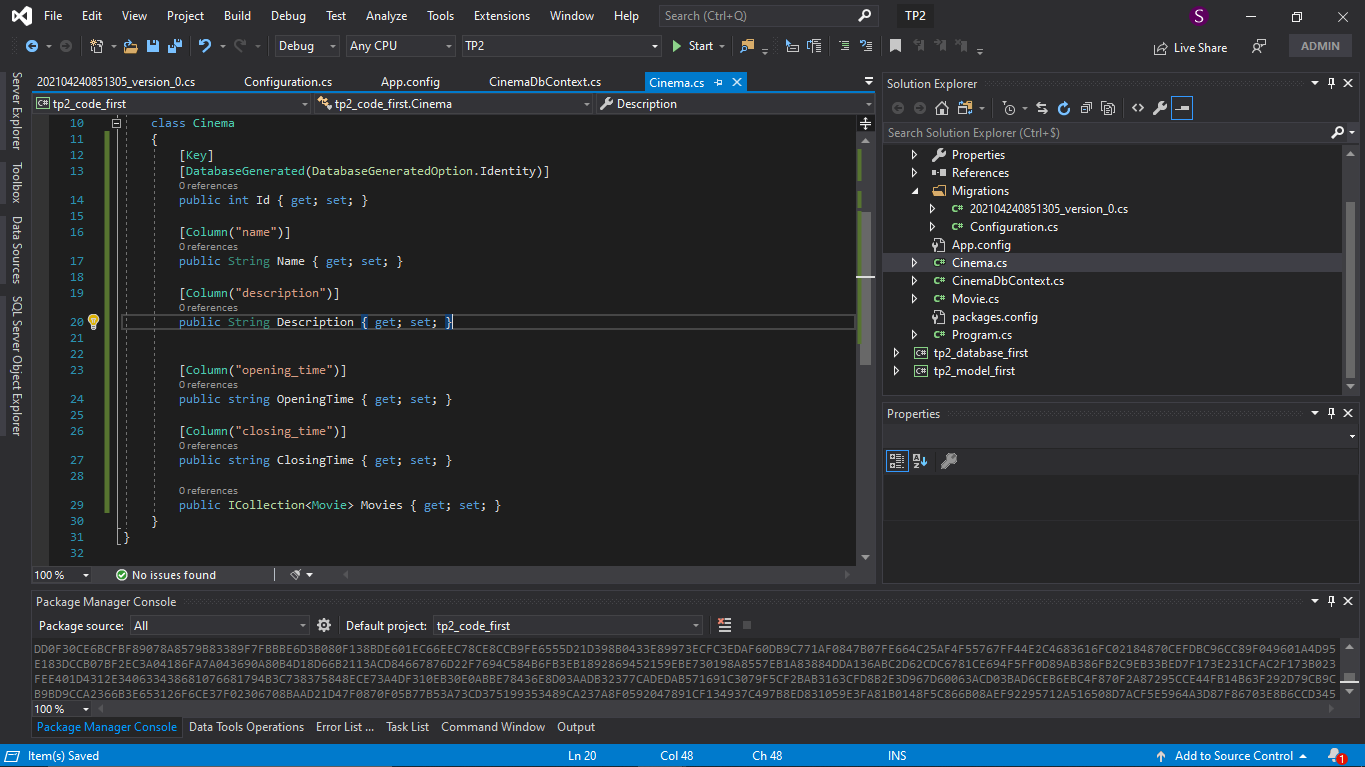 File Edit View Project Build Debug Test Analyze Tools Extensions Window Help Search (Ctrl+Q) TP2 S
Debug Any CPU TP2 Start Live Share ADMIN
Server Explorer
Toolbox
Data Sources
SQL Server Object Explorer
202104240851305_version_0.cs Configuration.cs App.config CinemaDbContext.cs Cinema.cs
tp2_code_first tp2_code_first.Cinema Description
10 class Cinema
11 {
12 [Key]
13 [DatabaseGenerated(DatabaseGeneratedOption.Identity)]
0 references
14 public int Id { get; set; }
15
16 [Column("name")]
0 references
17 public String Name { get; set; }
18
19 [Column("description")]
0 references
20 public String Description { get; set; }
21
22
23 [Column("opening_time")]
0 references
24 public string OpeningTime { get; set; }
25
26 [Column("closing_time")]
0 references
27 public string ClosingTime { get; set; }
28
0 references
29 public ICollection<Movie> Movies { get; set; }
30 }
31 }
32
100 % No issues found
Solution Explorer
Search Solution Explorer (Ctrl+$)
Properties
References
Migrations
C# 202104240851305_version_0.cs
C# Configuration.cs
App.config
C# Cinema.cs
C# CinemaDbContext.cs
C# Movie.cs
packages.config
C# Program.cs
C# tp2_database_first
C# tp2_model_first
Properties
Package Manager Console
Package source: All Default project: tp2_code_first
100 %
Package Manager Console Data Tools Operations Error List ... Task List Command Window Output
Item(s) Saved Ln 20 Col 48 Ch 48 INS Add to Source Control 1